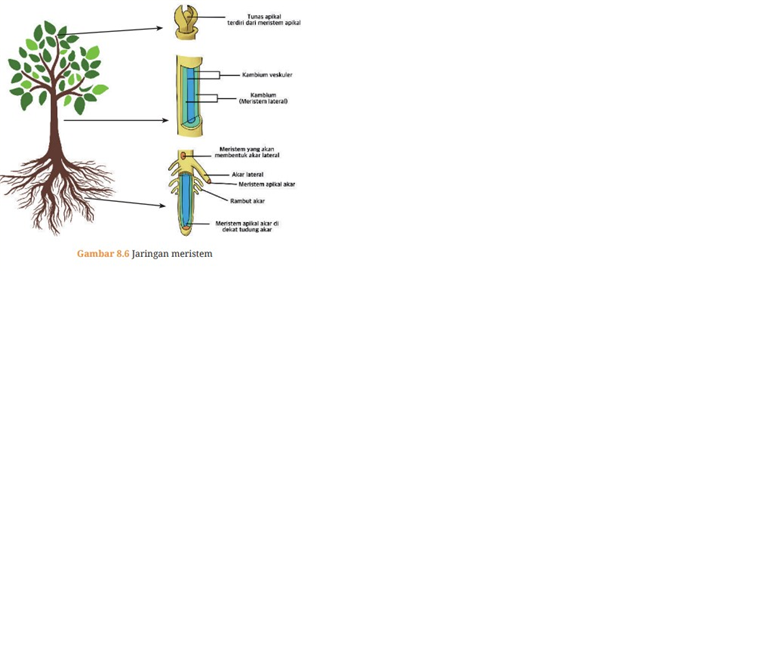 Tunas apikal
terdiri dari meristem apikal
Kambium veskuler
Kambium
(Meristem lateral)
Meristem yang akan
membentuk akar lateral
Akar lateral
Meristem apikal akar
Rambut akar
Meristem apikal akar di
dekat tudung akar
Gambar 8.6 Jaringan meristem